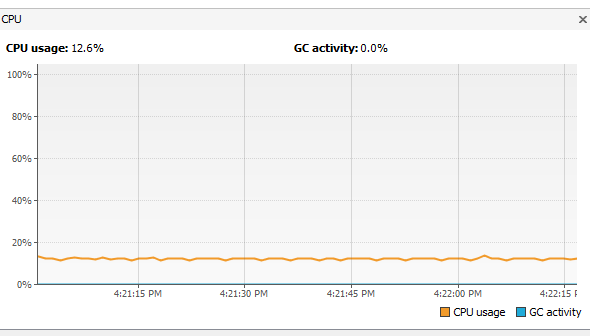 CPU
CPU usage: 12.6% GC activity: 0.0%
100%
80%
60%
40%
20%
0%
4:21:15 PM 4:21:30 PM 4:21:45 PM 4:22:00 PM 4:22:15 P
CPU usage GC activity